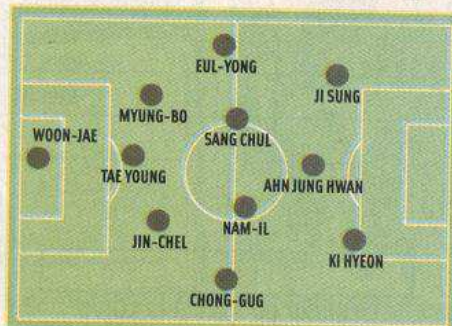 EUL-YONG
JI SUNG
MYUNG-BO
SANG CHUL
WOON-JAE
TAE YOUNG
AHN JUNG HWAN
NAM-IL
JIN-CHEL
KI HYEON
CHONG-GUG